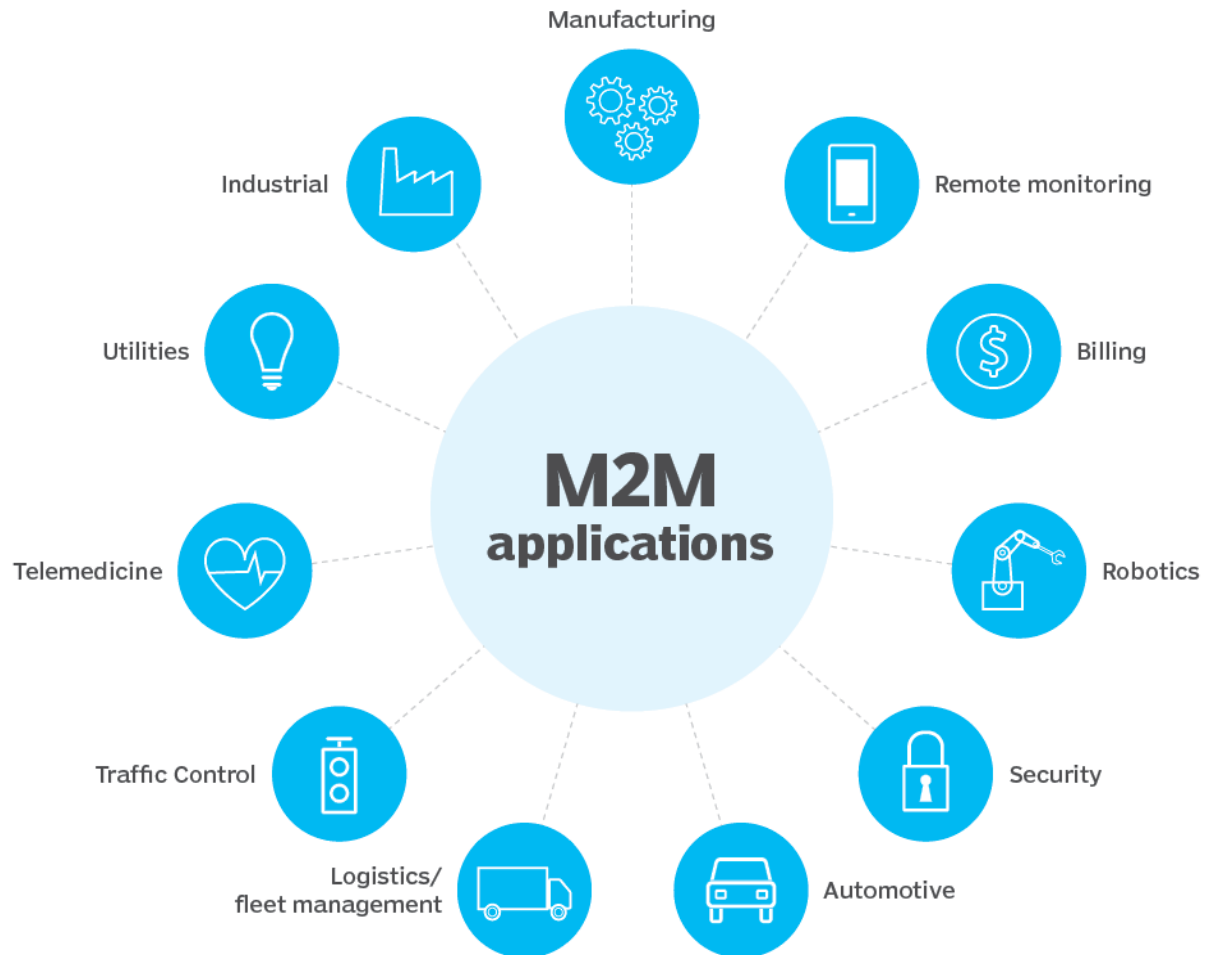 Manufacturing
Industrial
Remote monitoring
Utilities
$
Billing
M2M
applications
Telemedicine
Robotics
Traffic Control
Security
Logistics/
fleet management
Automotive